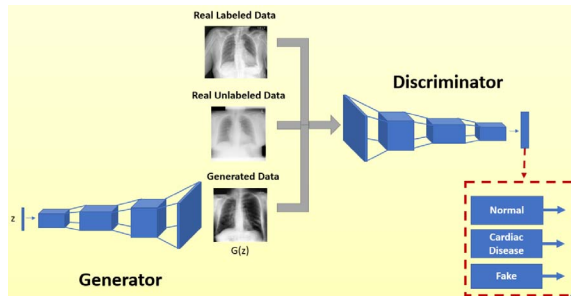 Real Labeled Data
Discriminator
Real Unlabeled Data
Generated Data
z
G(z)
Generator
Normal
Cardiac
Disease
Fake